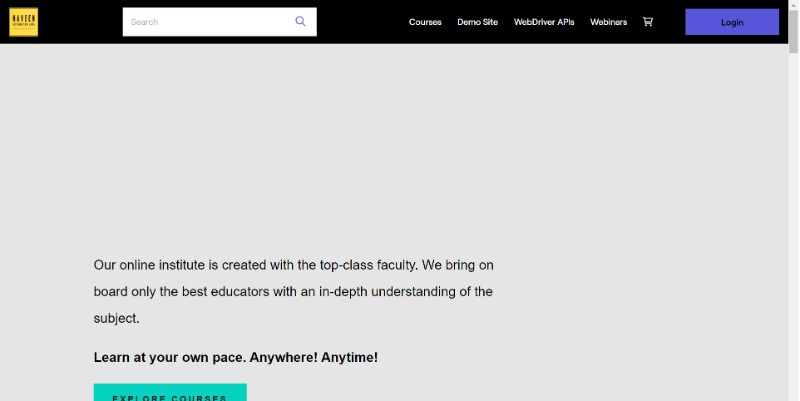 NAVEEN
AUTOMATION LABS
Search
Courses
Demo Site
WebDriver APIs
Webinars
Login
Our online institute is created with the top-class faculty. We bring on
board only the best educators with an in-depth understanding of the
subject.
Learn at your own pace. Anywhere! Anytime!
EXPLORE COURSES